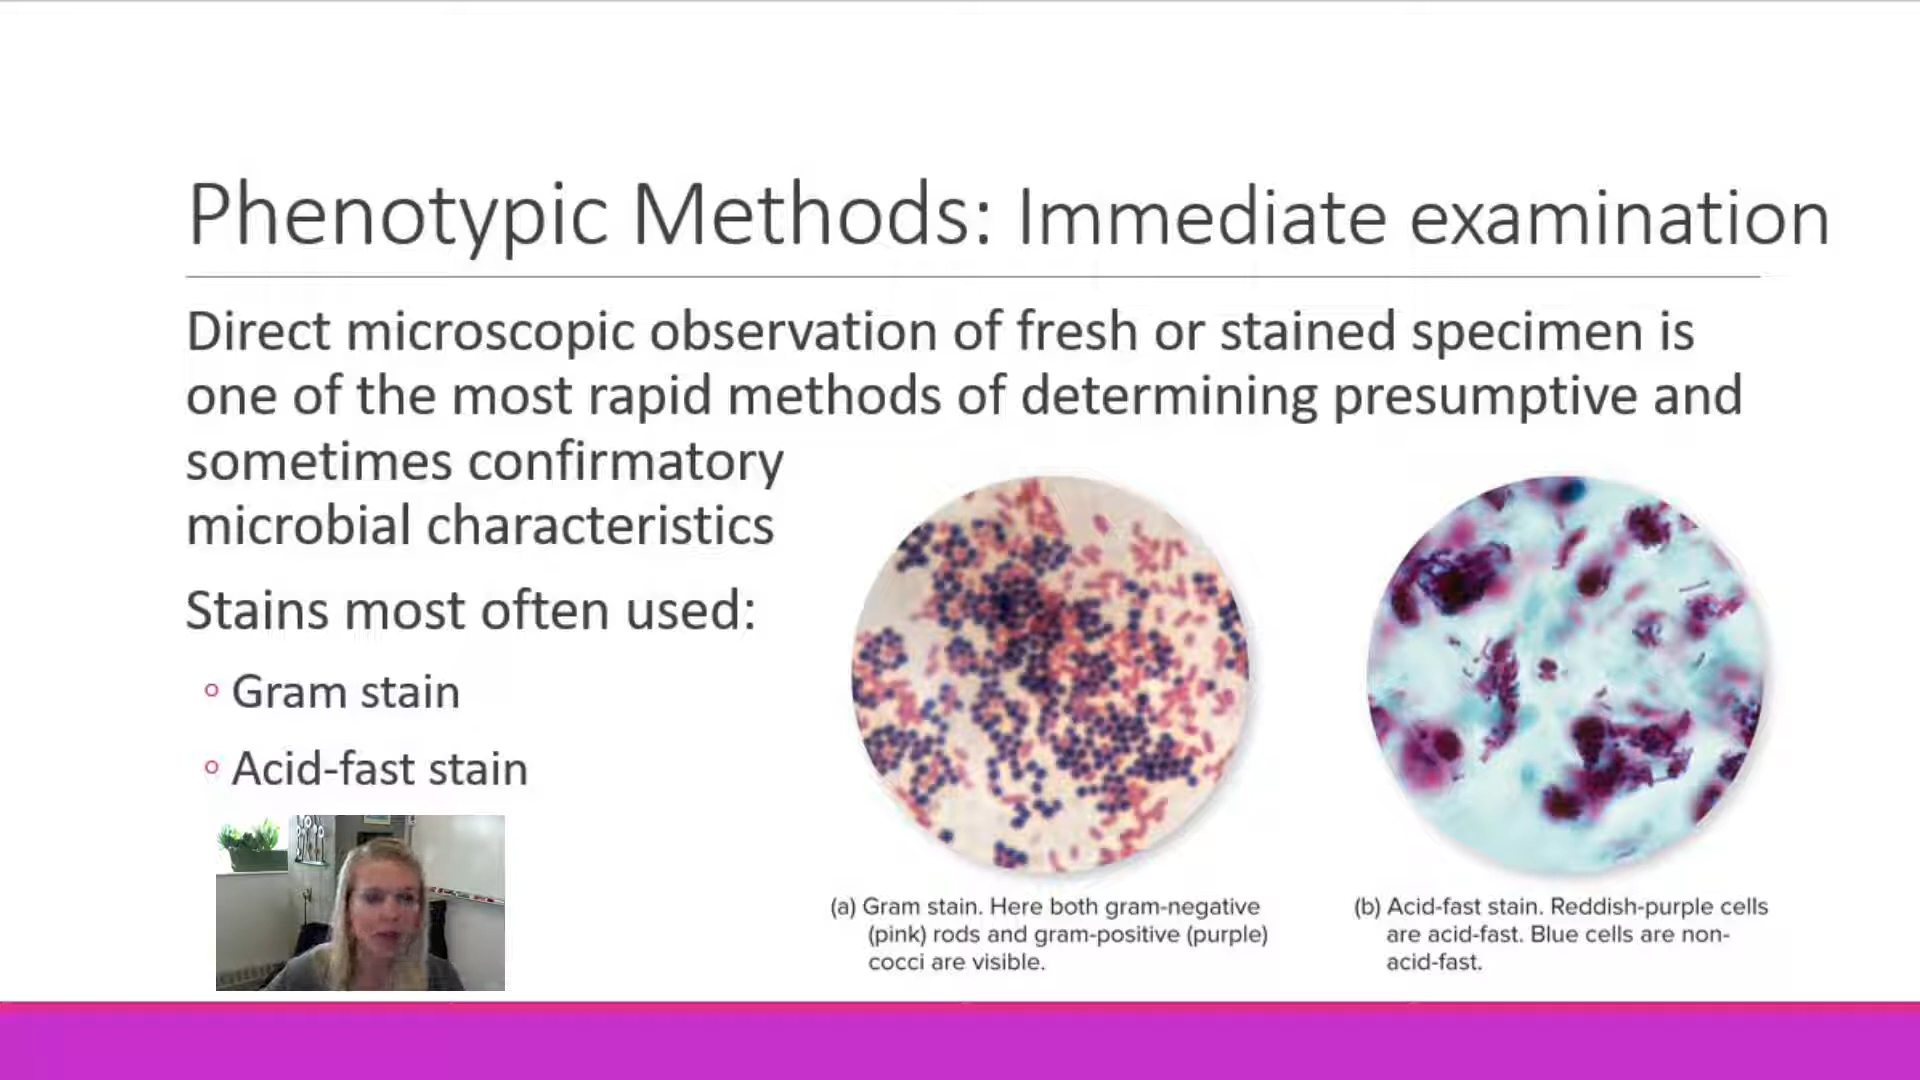 Phenotypic Methods: Immediate examination
Direct microscopic observation of fresh or stained specimen is
one of the most rapid methods of determining presumptive and
sometimes confirmatory
microbial characteristics
Stains most often used:
Gram stain
Acid-fast stain
(a) Gram stain. Here both gram-negative
(pink) rods and gram-positive (purple)
cocci are visible.
(b) Acid-fast stain. Reddish-purple cells
are acid-fast. Blue cells are non-
acid-fast.